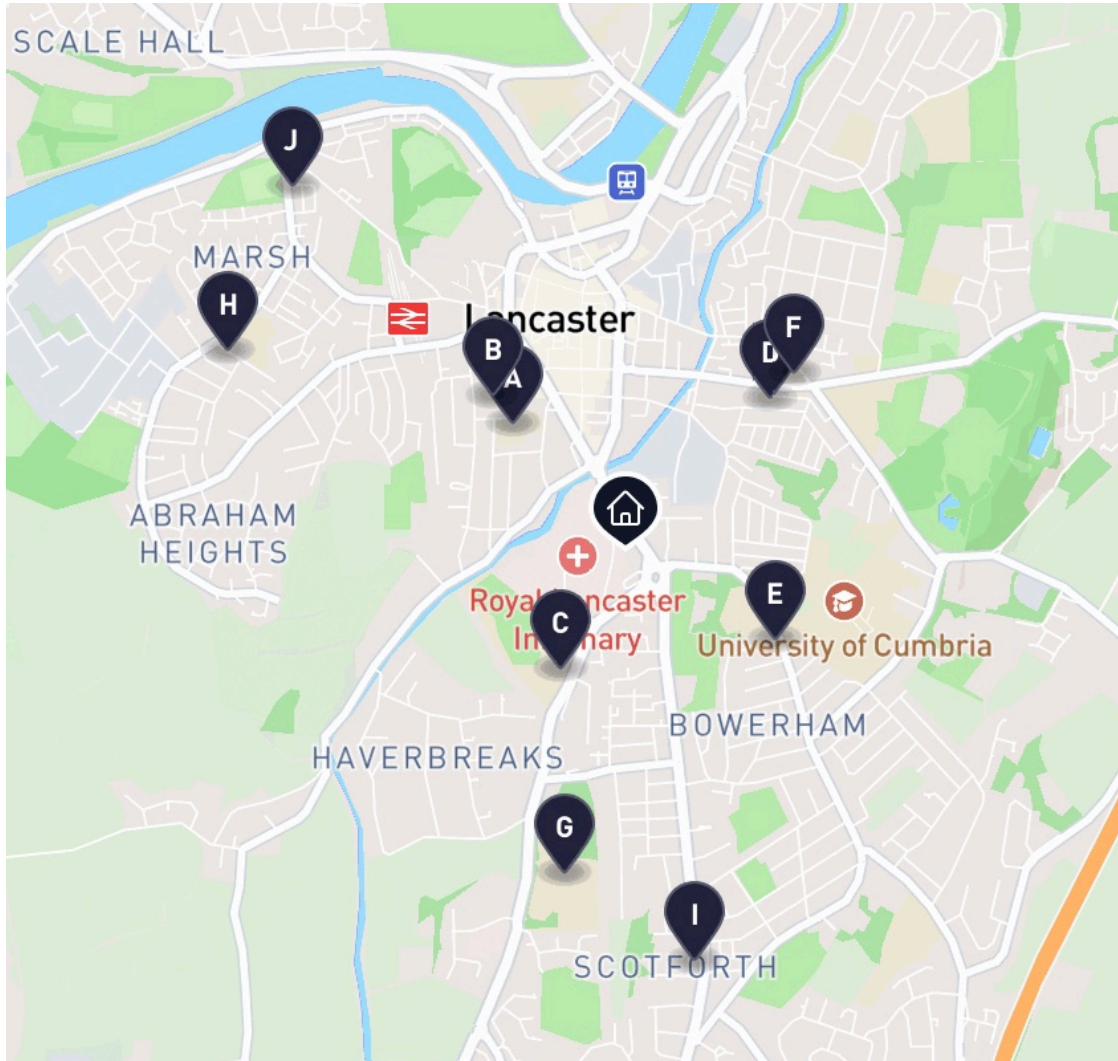 SCALE HALL
J
MARSH
H
Lancaster
B
A
F
D
ABRAHAM
HEIGHTS
Royal Lancaster
Infirmary
C
E
University of Cumbria
BOWERHAM
HAVERBREAKS
G
I
SCOTFORTH